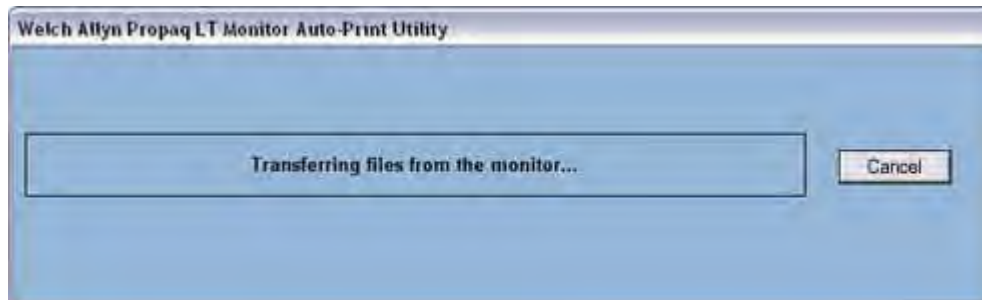 Welch Allyn Propaq LT Monitor Auto-Print Utility
Transferring files from the monitor...
Cancel